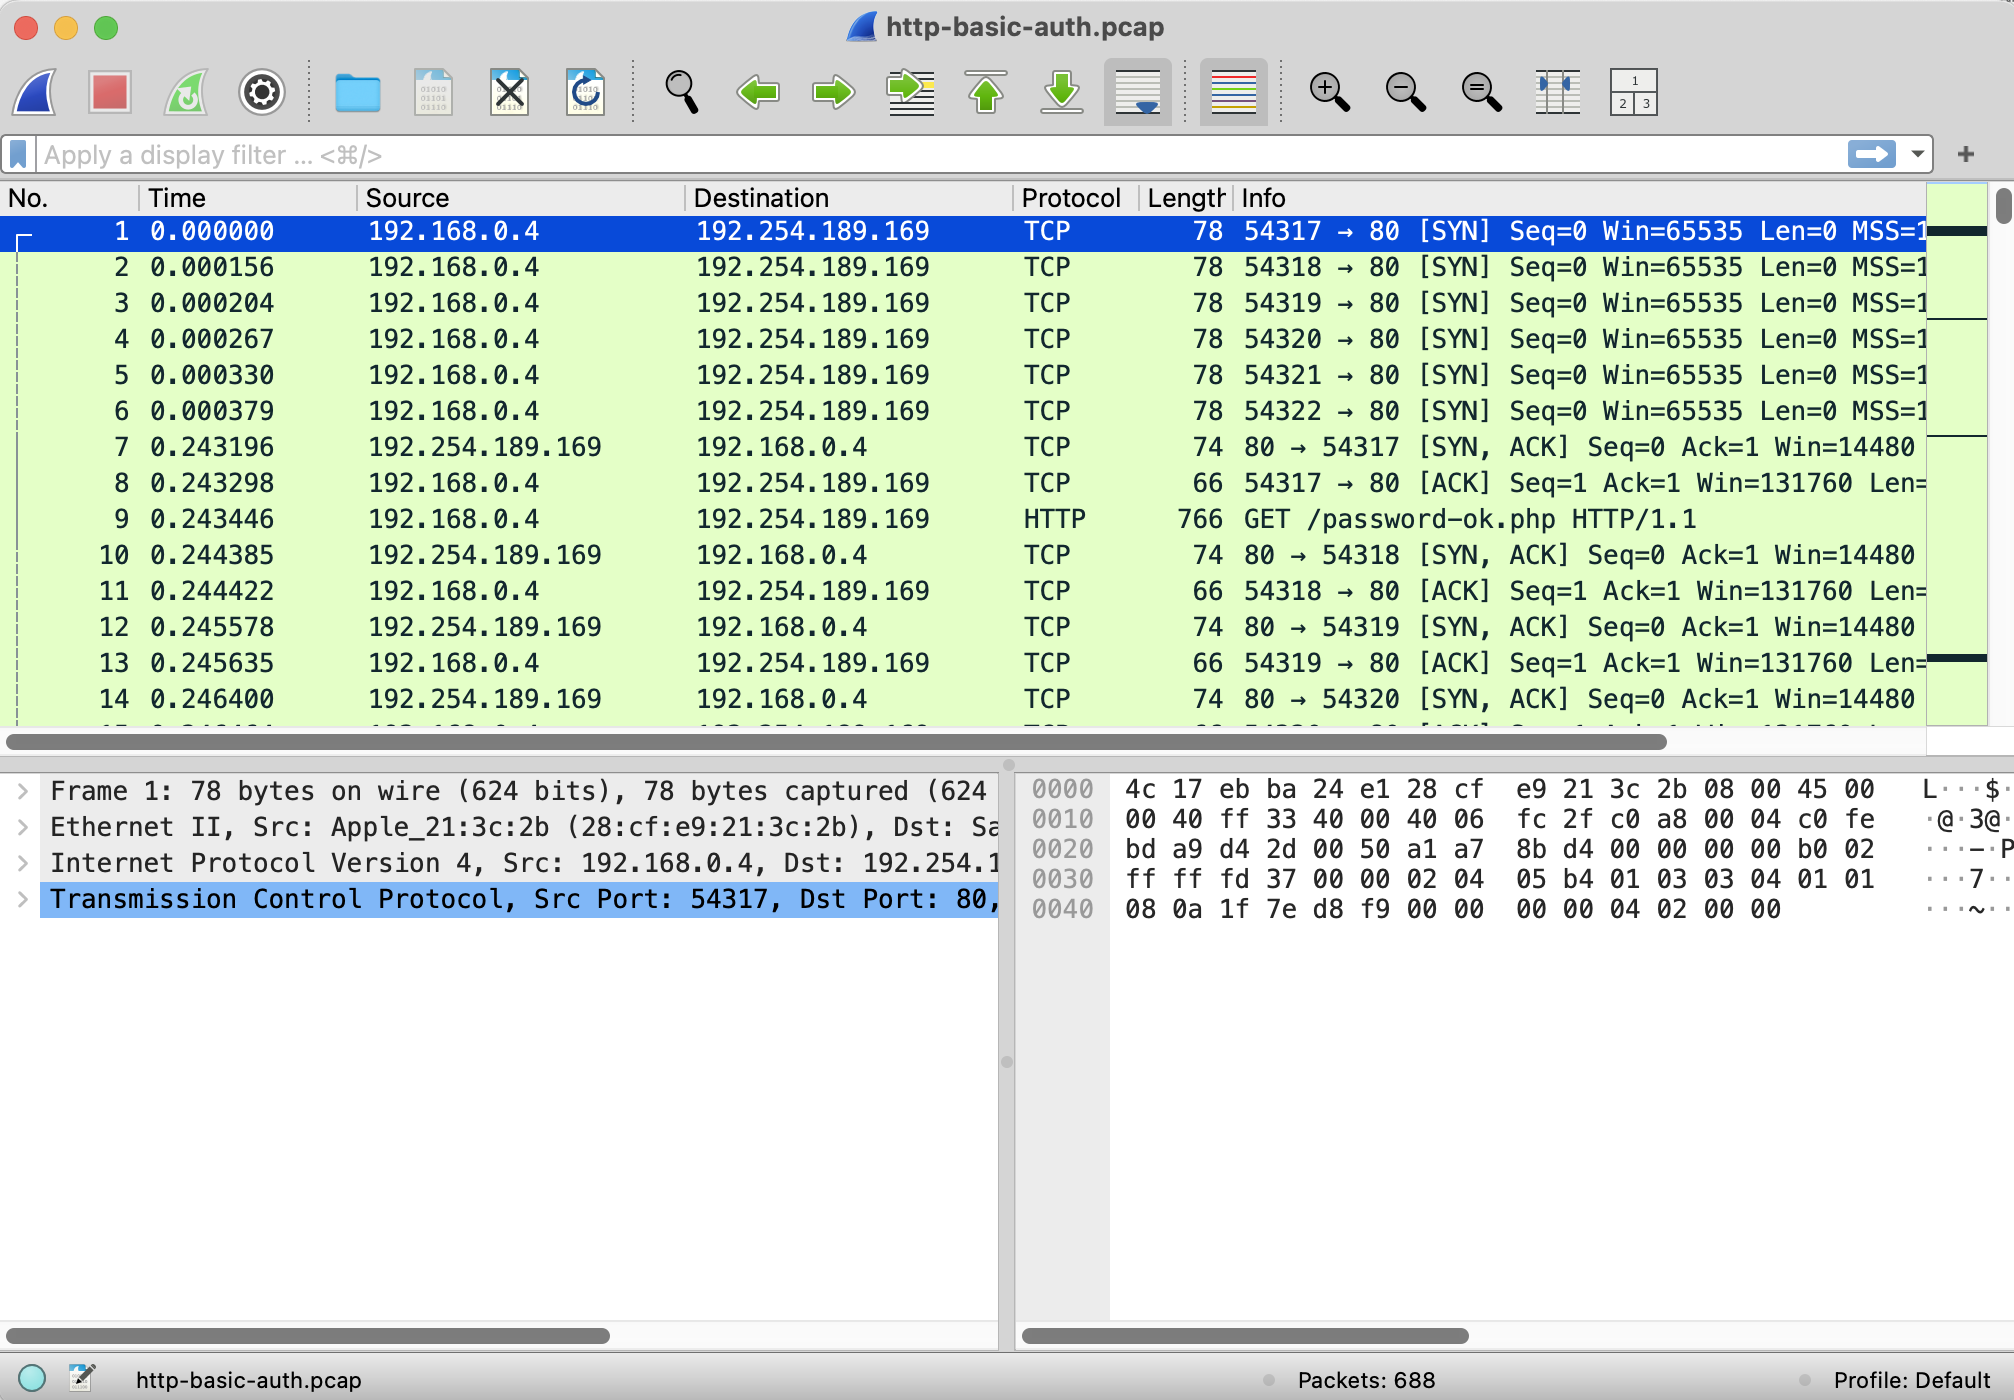 http-basic-auth.pcap
1
2 3
Apply a display filter ... <⌘/>
No. Time Source Destination Protocol Length Info
1 0.000000 192.168.0.4 192.254.189.169 TCP 78 54317 → 80 [SYN] Seq=0 Win=65535 Len=0 MSS=1
2 0.000156 192.168.0.4 192.254.189.169 TCP 78 54318 → 80 [SYN] Seq=0 Win=65535 Len=0 MSS=1
3 0.000204 192.168.0.4 192.254.189.169 TCP 78 54319 → 80 [SYN] Seq=0 Win=65535 Len=0 MSS=1
4 0.000267 192.168.0.4 192.254.189.169 TCP 78 54320 → 80 [SYN] Seq=0 Win=65535 Len=0 MSS=1
5 0.000330 192.168.0.4 192.254.189.169 TCP 78 54321 → 80 [SYN] Seq=0 Win=65535 Len=0 MSS=1
6 0.000379 192.168.0.4 192.254.189.169 TCP 78 54322 → 80 [SYN] Seq=0 Win=65535 Len=0 MSS=1
7 0.243196 192.254.189.169 192.168.0.4 TCP 74 80 → 54317 [SYN, ACK] Seq=0 Ack=1 Win=14480
8 0.243298 192.168.0.4 192.254.189.169 TCP 66 54317 → 80 [ACK] Seq=1 Ack=1 Win=131760 Len=
9 0.243446 192.168.0.4 192.254.189.169 HTTP 766 GET /password-ok.php HTTP/1.1
10 0.244385 192.254.189.169 192.168.0.4 TCP 74 80 → 54318 [SYN, ACK] Seq=0 Ack=1 Win=14480
11 0.244422 192.168.0.4 192.254.189.169 TCP 66 54318 → 80 [ACK] Seq=1 Ack=1 Win=131760 Len=
12 0.245578 192.254.189.169 192.168.0.4 TCP 74 80 → 54319 [SYN, ACK] Seq=0 Ack=1 Win=14480
13 0.245635 192.168.0.4 192.254.189.169 TCP 66 54319 → 80 [ACK] Seq=1 Ack=1 Win=131760 Len=
14 0.246400 192.254.189.169 192.168.0.4 TCP 74 80 → 54320 [SYN, ACK] Seq=0 Ack=1 Win=14480
Frame 1: 78 bytes on wire (624 bits), 78 bytes captured (624
Ethernet II, Src: Apple_21:3c:2b (28:cf:e9:21:3c:2b), Dst: Sa
Internet Protocol Version 4, Src: 192.168.0.4, Dst: 192.254.1
Transmission Control Protocol, Src Port: 54317, Dst Port: 80,
0000 4c 17 eb ba 24 e1 28 cf e9 21 3c 2b 08 00 45 00 L···$·
0010 00 40 ff 33 40 00 40 06 fc 2f c0 a8 00 04 c0 fe ·@·3@·
0020 bd a9 d4 2d 00 50 a1 a7 8b d4 00 00 00 00 b0 02 ···-·P
0030 ff ff fd 37 00 00 02 04 05 b4 01 03 03 04 01 01 ···7··
0040 08 0a 1f 7e d8 f9 00 00 00 00 04 02 00 00 ···~··
http-basic-auth.pcap Packets: 688 Profile: Default